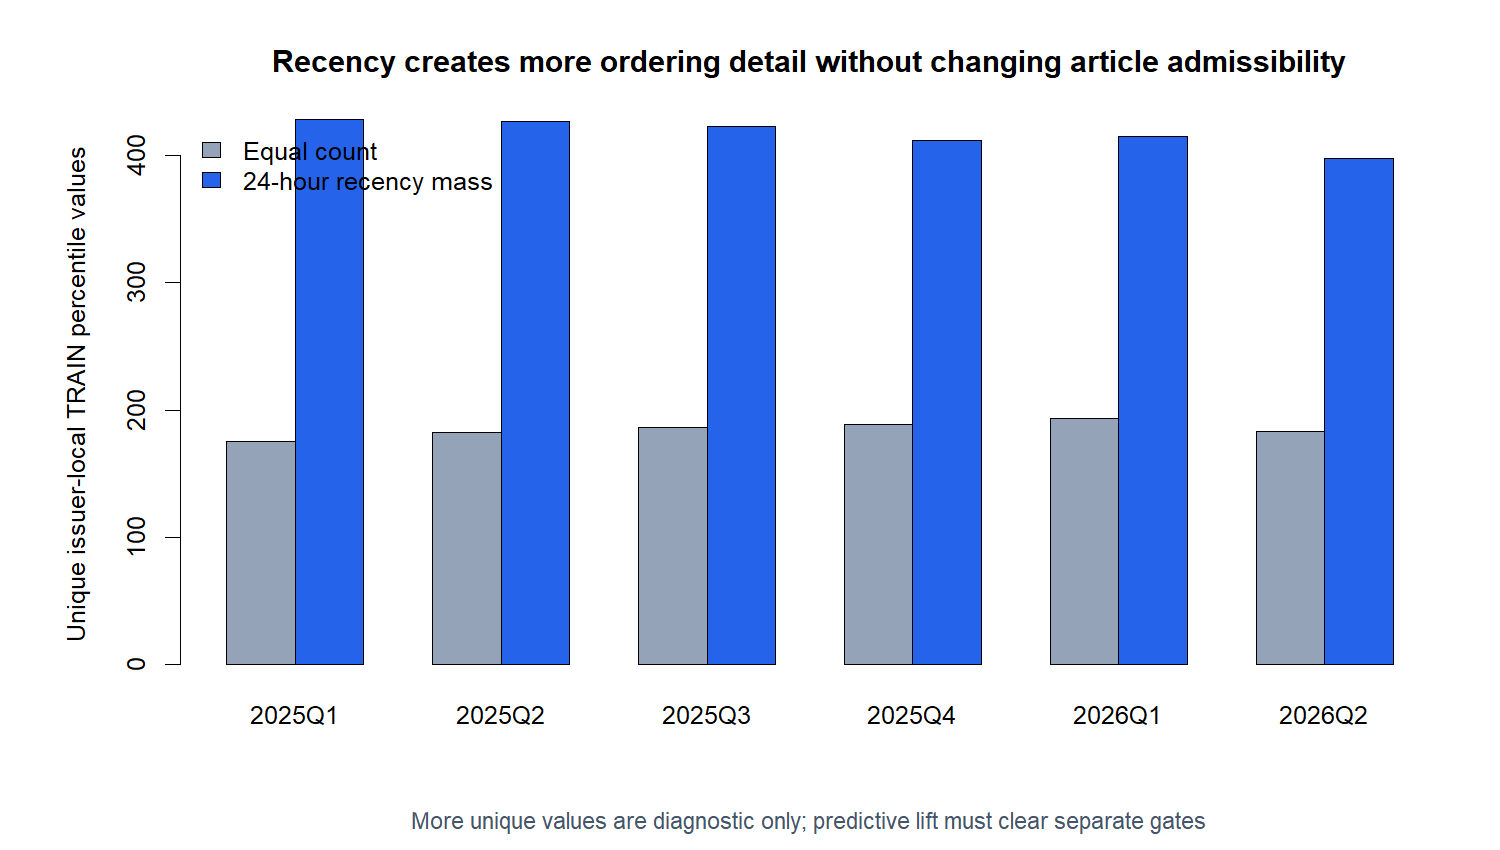 Recency creates more ordering detail without changing article admissibility
Unique issuer-local TRAIN percentile values
400
300
200
100
0
Equal count
24-hour recency mass
2025Q1
2025Q2
2025Q3
2025Q4
2026Q1
2026Q2
More unique values are diagnostic only; predictive lift must clear separate gates